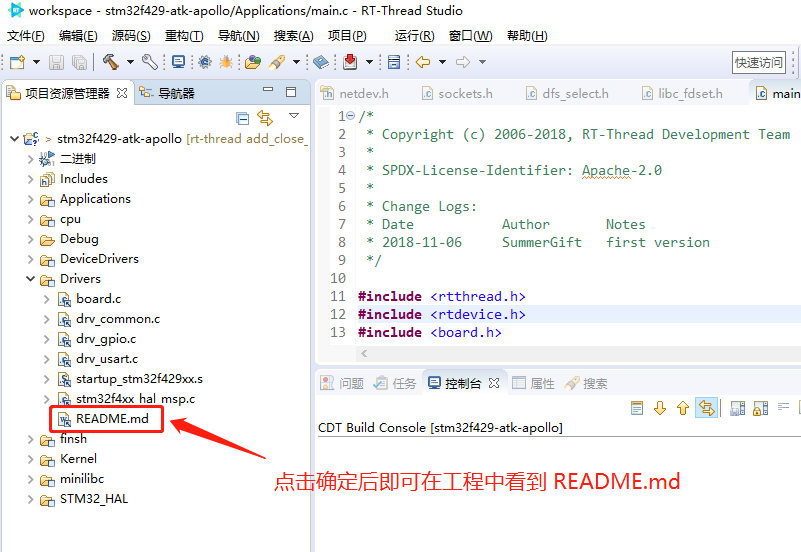 workspace - stm32f429-atk-apollo/Applications/main.c - RT-Thread Studio
文件(F) 编辑(E) 源码(S) 重构(T) 导航(N) 搜索(A) 项目(P) 运行(R) 窗口(W) 帮助(H)
快速访问
项目资源管理器 导航器
> stm32f429-atk-apollo [rt-thread add_close_
二进制
Includes
Applications
cpu
Debug
DeviceDrivers
Drivers
board.c
drv_common.c
drv_gpio.c
drv_usart.c
startup_stm32f429xx.s
stm32f4xx_hal_msp.c
README.md
finsh
Kernel
minilibc
STM32_HAL
netdev.h sockets.h dfs_select.h libc_fdset.h main
1 /*
2 * Copyright (c) 2006-2018, RT-Thread Development Team
3 *
4 * SPDX-License-Identifier: Apache-2.0
5 *
6 * Change Logs:
7 * Date Author Notes
8 * 2018-11-06 SummerGift first version
9 */
10
11 #include <rtthread.h>
12 #include <rtdevice.h>
13 #include <board.h>
问题 任务 控制台 属性 搜索
CDT Build Console [stm32f429-atk-apollo]
点击确定后即可在工程中看到 README.md